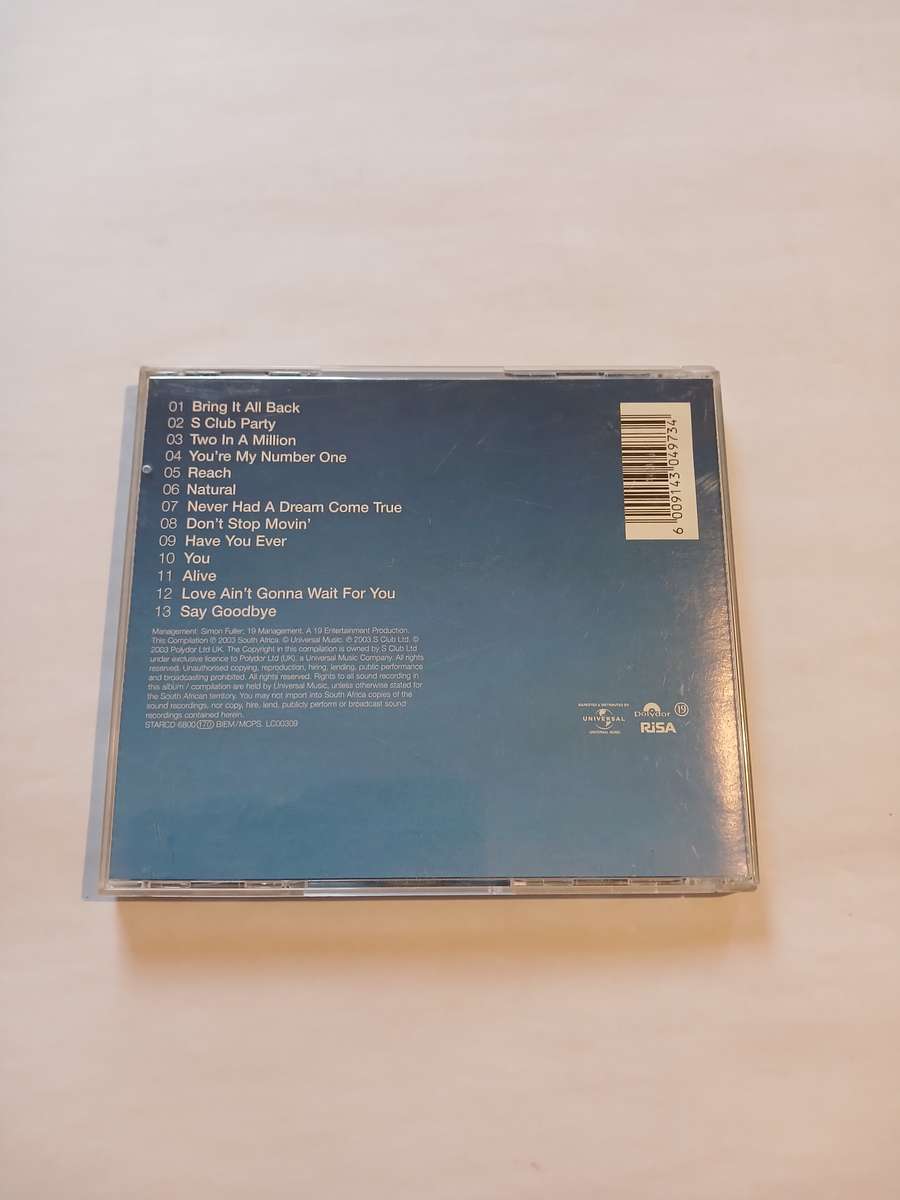 01 Bring It All Back
02 S Club Party
03 Two In A Million
04 You're My Number One
05 Reach
06 Natural
07 Never Had A Dream Come True
08 Don't Stop Movin'
09 Have You Ever
10 You
11 Alive
12 Love Ain't Gonna Wait For You
13 Say Goodbye
Management: Simon Fuller, 19 Management. A 19 Entertainment Production.
This Compilation ℗ 2003 South Africa. © Universal Music. ℗ 2003 S Club Ltd. ©
2003 Polydor Ltd UK. The Copyright in this compilation is owned by S Club Ltd
under exclusive licence to Polydor Ltd (UK), a Universal Music Company. All rights
reserved. Unauthorised copying, reproduction, hiring, lending, public performance
and broadcasting prohibited. All rights reserved. Rights to all sound recording in
this album / compilation are held by Universal Music, unless otherwise stated for
the South African territory. You may not import into South Africa copies of the
sound recordings, nor copy, hire, lend, publicly perform or broadcast sound
recordings contained herein.
STARCD 6800 (170) BIEM/MCPS. LC00309
6 009143 049734
MARKETED & DISTRIBUTED BY
UNIVERSAL
UNIVERSAL MUSIC
Polydor
19
RiSA